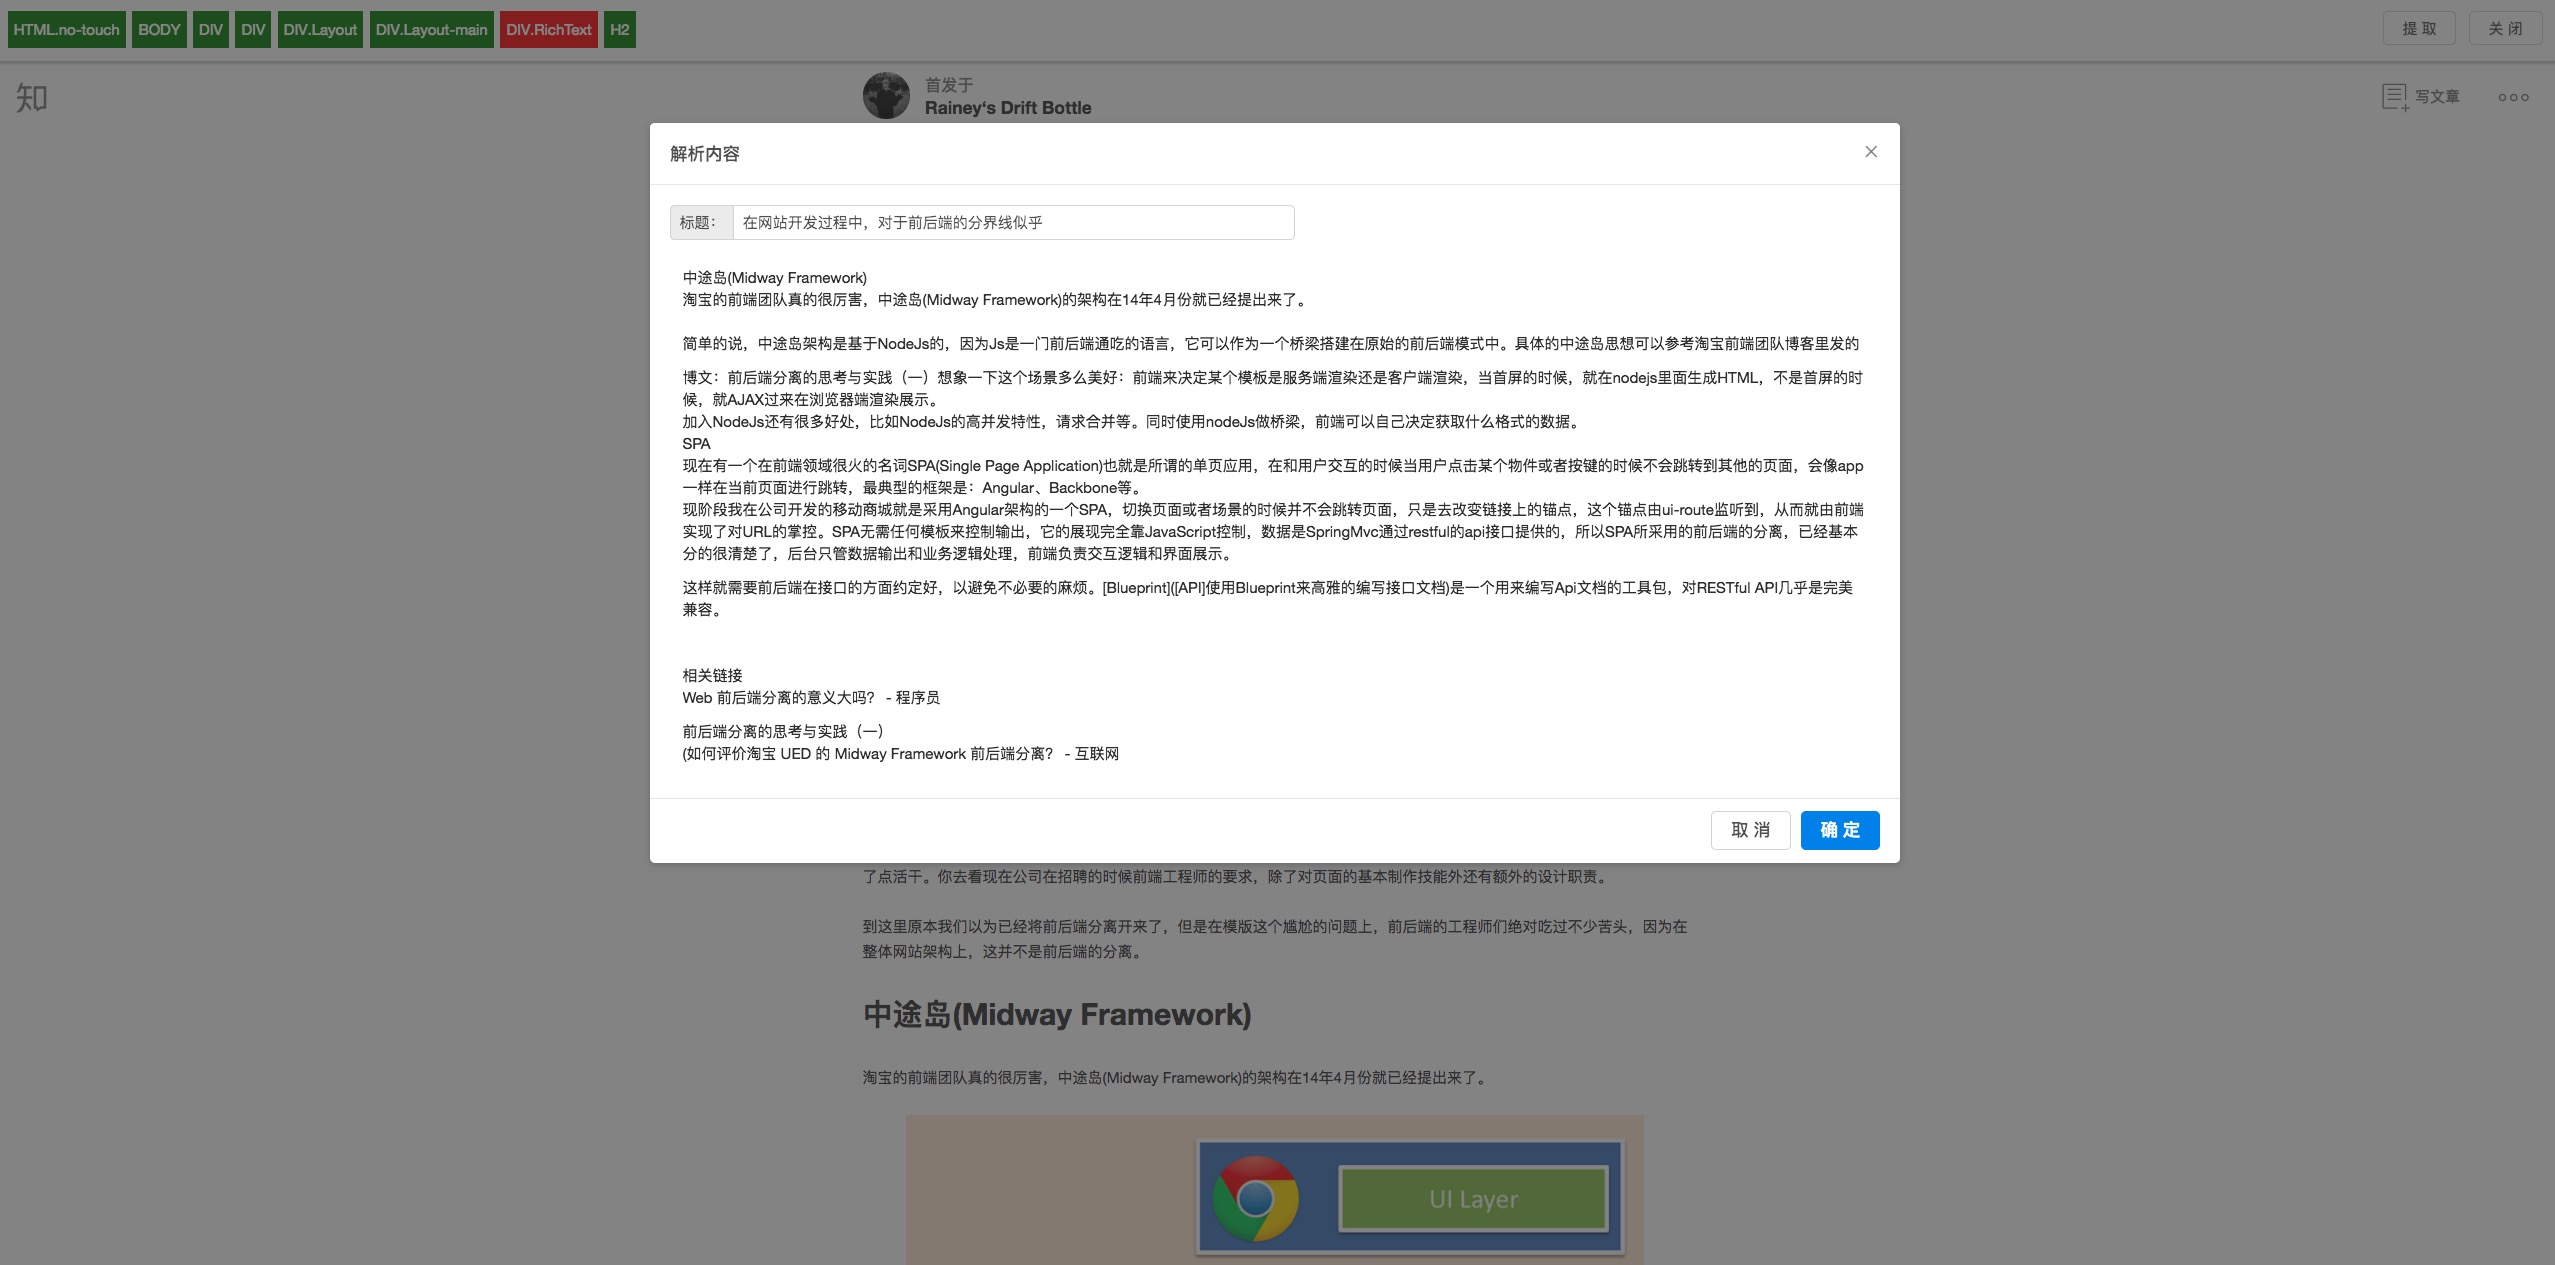 HTML.no-touch BODY DIV DIV DIV.Layout DIV.Layout-main DIV.RichText H2
提 取 关 闭
知
首发于
Rainey‘s Drift Bottle
写文章
解析内容
标题： 在网站开发过程中，对于前后端的分界线似乎
中途岛(Midway Framework)
淘宝的前端团队真的很厉害，中途岛(Midway Framework)的架构在14年4月份就已经提出来了。
简单的说，中途岛架构是基于NodeJs的，因为Js是一门前后端通吃的语言，它可以作为一个桥梁搭建在原始的前后端模式中。具体的中途岛思想可以参考淘宝前端团队博客里发的
博文：前后端分离的思考与实践（一）想象一下这个场景多么美好：前端来决定某个模板是服务端渲染还是客户端渲染，当首屏的时候，就在nodejs里面生成HTML，不是首屏的时
候，就AJAX过来在浏览器端渲染展示。
加入NodeJs还有很多好处，比如NodeJs的高并发特性，请求合并等。同时使用nodeJs做桥梁，前端可以自己决定获取什么格式的数据。
SPA
现在有一个在前端领域很火的名词SPA(Single Page Application)也就是所谓的单页应用，在和用户交互的时候当用户点击某个物件或者按键的时候不会跳转到其他的页面，会像app
一样在当前页面进行跳转，最典型的框架是：Angular、Backbone等。
现阶段我在公司开发的移动商城就是采用Angular架构的一个SPA，切换页面或者场景的时候并不会跳转页面，只是去改变链接上的锚点，这个锚点由ui-route监听到，从而就由前端
实现了对URL的掌控。SPA无需任何模板来控制输出，它的展现完全靠JavaScript控制，数据是SpringMvc通过restful的api接口提供的，所以SPA所采用的前后端的分离，已经基本
分的很清楚了，后台只管数据输出和业务逻辑处理，前端负责交互逻辑和界面展示。
这样就需要前后端在接口的方面约定好，以避免不必要的麻烦。[Blueprint]([API]使用Blueprint来高雅的编写接口文档)是一个用来编写Api文档的工具包，对RESTful API几乎是完美
兼容。
相关链接
Web 前后端分离的意义大吗？ - 程序员
前后端分离的思考与实践（一）
(如何评价淘宝 UED 的 Midway Framework 前后端分离？ - 互联网
取 消 确 定
了点活干。你去看现在公司在招聘的时候前端工程师的要求，除了对页面的基本制作技能外还有额外的设计职责。
到这里原本我们以为已经将前后端分离开来了，但是在模版这个尴尬的问题上，前后端的工程师们绝对吃过不少苦头，因为在
整体网站架构上，这并不是前后端的分离。
中途岛(Midway Framework)
淘宝的前端团队真的很厉害，中途岛(Midway Framework)的架构在14年4月份就已经提出来了。
UI Layer